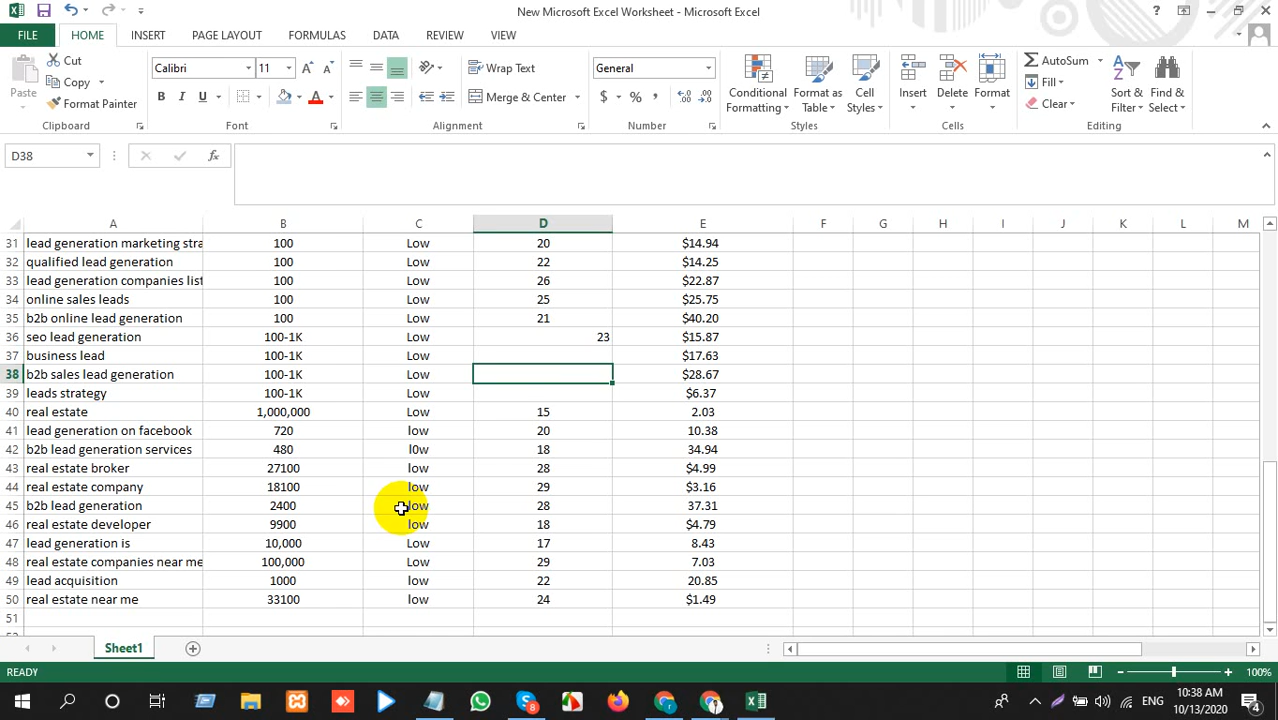 New Microsoft Excel Worksheet - Microsoft Excel
?
FILE HOME INSERT PAGE LAYOUT FORMULAS DATA REVIEW VIEW
Paste
Cut
Copy
Format Painter
Clipboard
Calibri 11
B I U
Font
Wrap Text
Merge & Center
Alignment
General
$ % ,
Number
Conditional Formatting
Format as Table
Cell Styles
Styles
Insert Delete Format
Cells
AutoSum
Fill
Clear
Sort & Filter
Find & Select
Editing
D38 fx
A B C D E F G H I J K L M
31 lead generation marketing stra 100 Low 20 $14.94
32 qualified lead generation 100 Low 22 $14.25
33 lead generation companies list 100 Low 26 $22.87
34 online sales leads 100 Low 25 $25.75
35 b2b online lead generation 100 Low 21 $40.20
36 seo lead generation 100-1K Low 23 $15.87
37 business lead 100-1K Low $17.63
38 b2b sales lead generation 100-1K Low $28.67
39 leads strategy 100-1K Low $6.37
40 real estate 1,000,000 Low 15 2.03
41 lead generation on facebook 720 low 20 10.38
42 b2b lead generation services 480 l0w 18 34.94
43 real estate broker 27100 low 28 $4.99
44 real estate company 18100 low 29 $3.16
45 b2b lead generation 2400 low 28 37.31
46 real estate developer 9900 low 18 $4.79
47 lead generation is 10,000 Low 17 8.43
48 real estate companies near me 100,000 Low 29 7.03
49 lead acquisition 1000 low 22 20.85
50 real estate near me 33100 low 24 $1.49
51
Sheet1
READY 100%
8 ENG 10:38 AM
10/13/2020 4